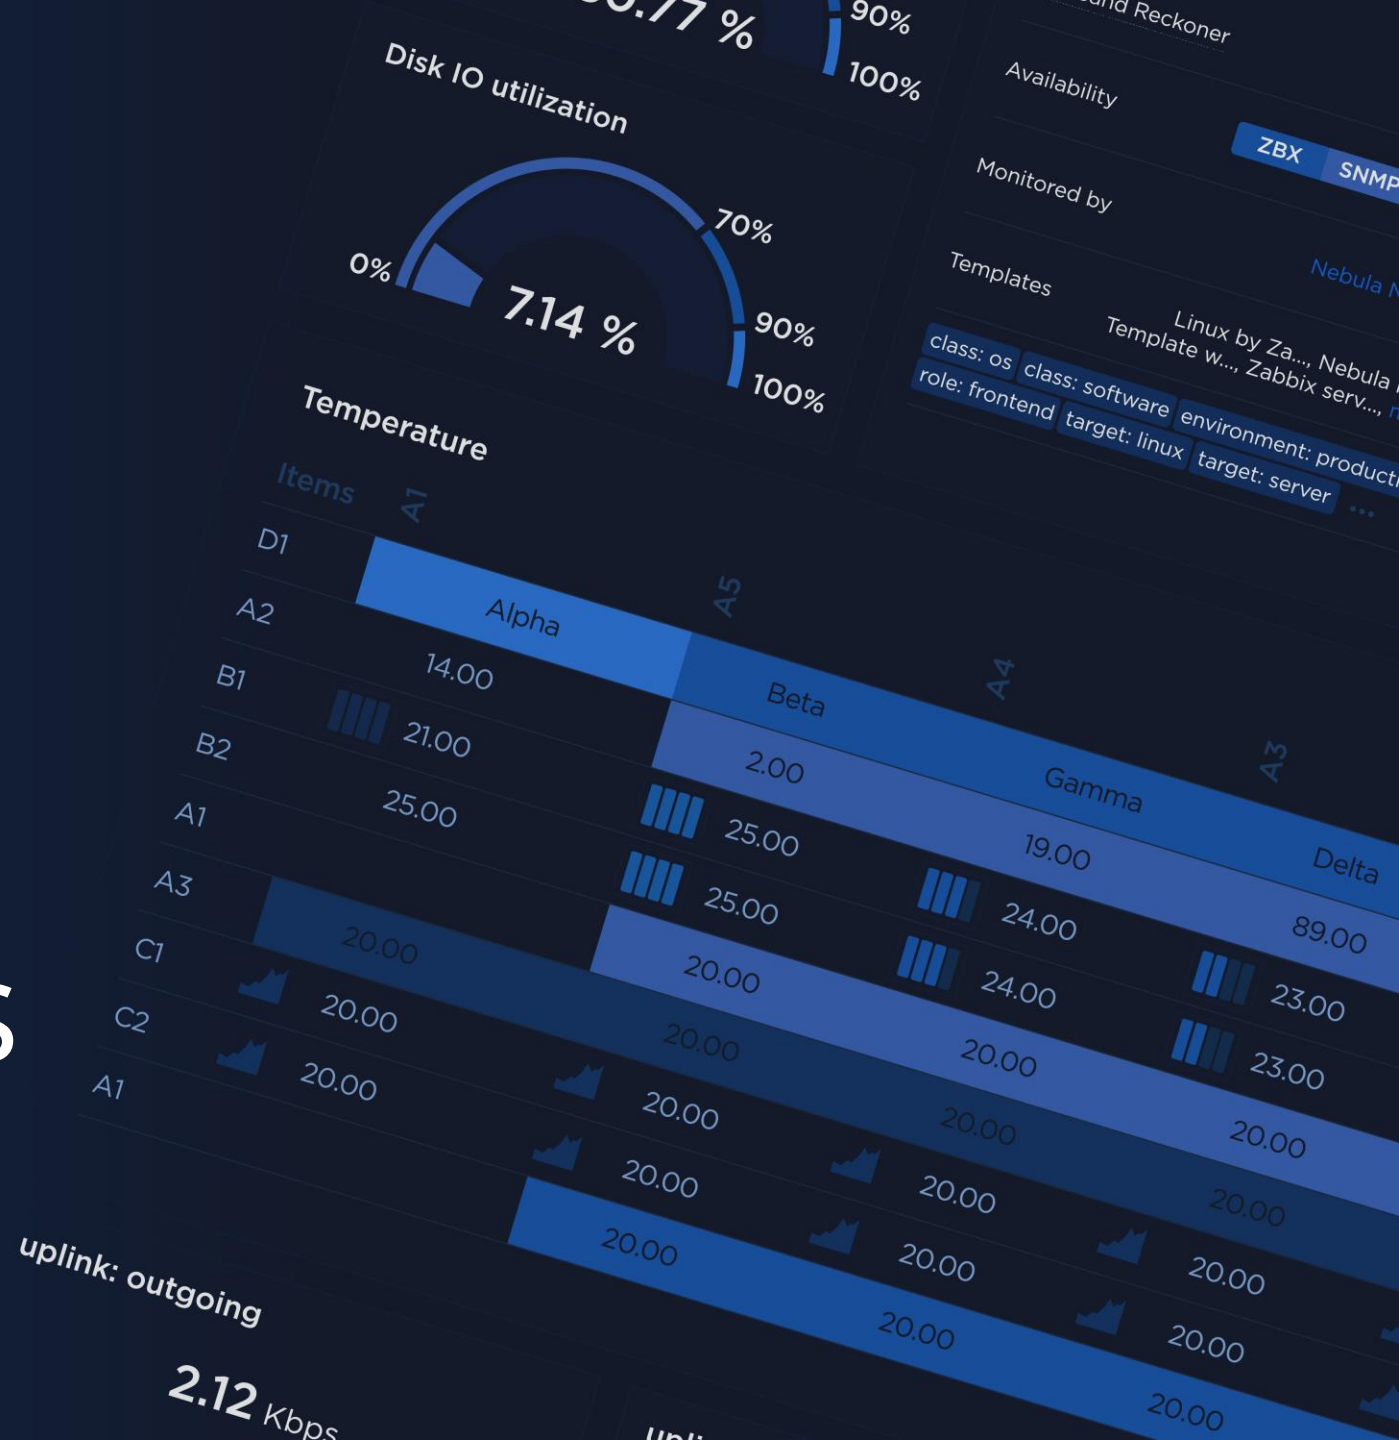 90%
100%
Disk IO utilization
0%
70%
90%
100%
7.14 %
Reckoner
Availability
ZBX SNMP
Monitored by
Nebula
Templates
Linux by Za..., Nebula
Template w..., Zabbix serv...,
class: os class: software environment:
role: frontend target: linux target: server ...
Temperature
Items A1 A5 A4 A3
D1 Alpha Beta Gamma Delta
A2 14.00 2.00 19.00 89.00
B1 21.00 25.00 24.00 23.00
B2 25.00 25.00 24.00 23.00
A1 20.00 20.00 20.00
A3 20.00 20.00 20.00 20.00
C1 20.00 20.00 20.00 20.00
C2 20.00 20.00 20.00 20.00
A1 20.00 20.00 20.00
uplink: outgoing
2.12 Kbps